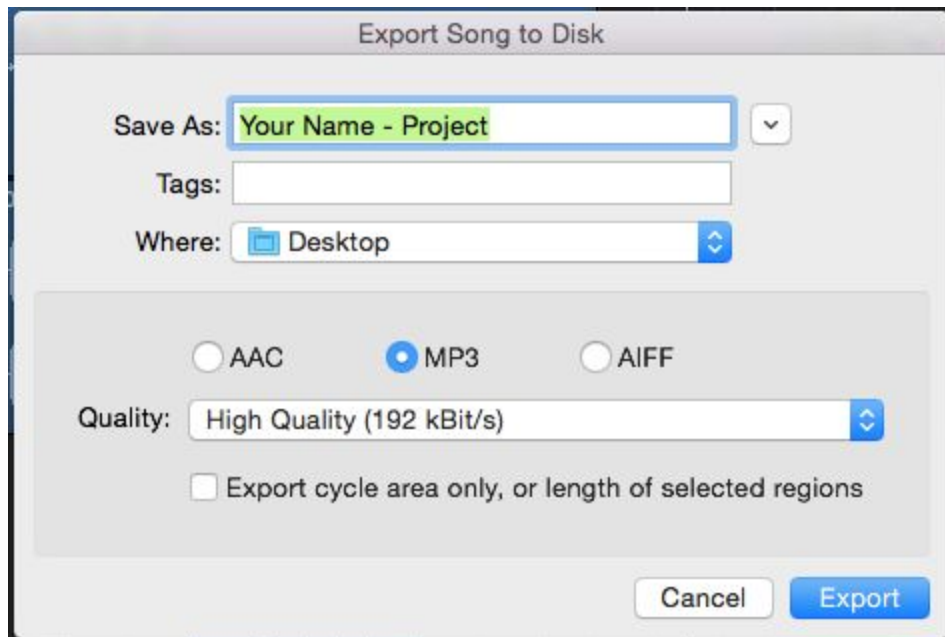 Export Song to Disk
Save As: Your Name - Project
Tags:
Where: Desktop
AAC MP3 AIFF
Quality: High Quality (192 kBit/s)
Export cycle area only, or length of selected regions
Cancel Export